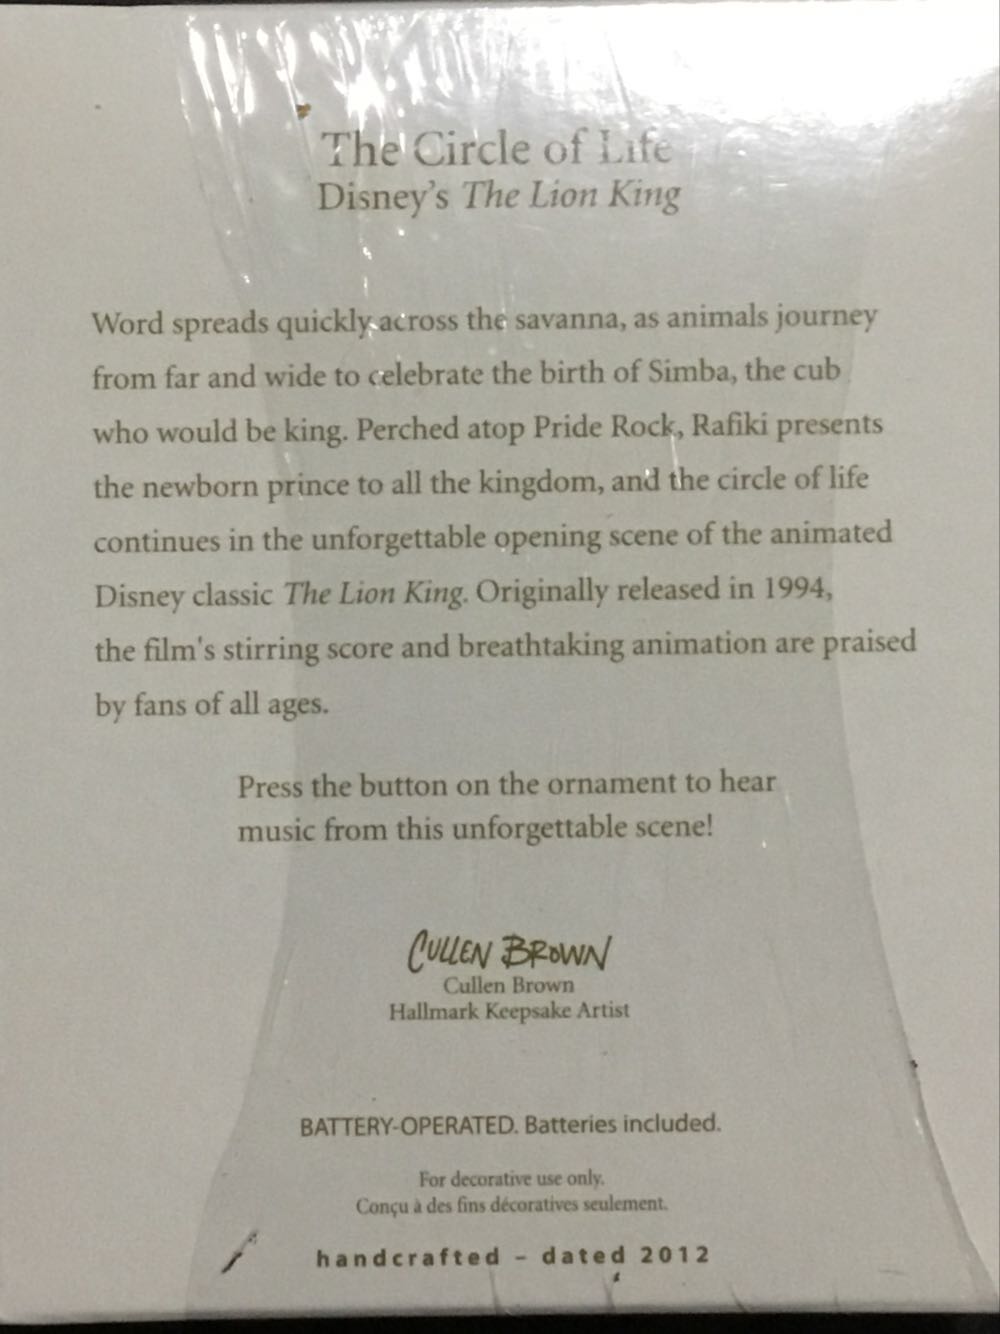 The Circle of Life
Disney's The Lion King
Word spreads quickly across the savanna, as animals journey
from far and wide to celebrate the birth of Simba, the cub
who would be king. Perched atop Pride Rock, Rafiki presents
the newborn prince to all the kingdom, and the circle of life
continues in the unforgettable opening scene of the animated
Disney classic The Lion King. Originally released in 1994,
the film's stirring score and breathtaking animation are praised
by fans of all ages.
Press the button on the ornament to hear
music from this unforgettable scene!
CULLEN BROWN
Cullen Brown
Hallmark Keepsake Artist
BATTERY-OPERATED. Batteries included.
For decorative use only.
Conçu à des fins décoratives seulement.
handcrafted – dated 2012